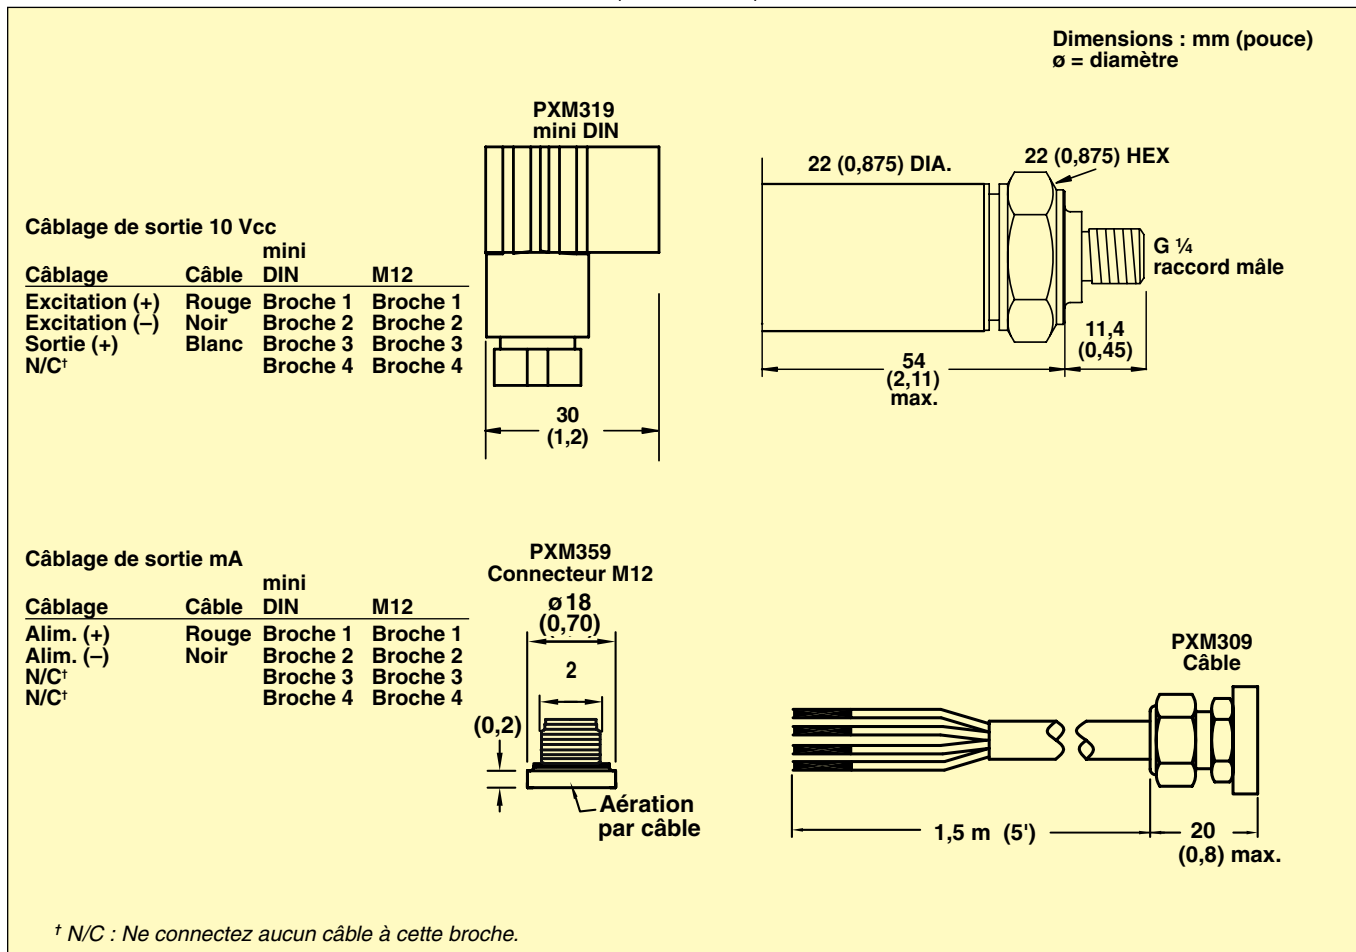 Dimensions : mm (pouce)
ø = diamètre
PXM319
mini DIN
22 (0,875) DIA.
22 (0,875) HEX
G ¼
raccord mâle
11,4
(0,45)
54
(2,11)
max.
30
(1,2)
Câblage de sortie 10 Vcc
mini
Câblage Câble DIN M12
Excitation (+) Rouge Broche 1 Broche 1
Excitation (–) Noir Broche 2 Broche 2
Sortie (+) Blanc Broche 3 Broche 3
N/C† Broche 4 Broche 4
Câblage de sortie mA
mini
Câblage Câble DIN M12
Alim. (+) Rouge Broche 1 Broche 1
Alim. (–) Noir Broche 2 Broche 2
N/C† Broche 3 Broche 3
N/C† Broche 4 Broche 4
PXM359
Connecteur M12
ø 18
(0,70)
2
(0,2)
Aération
par câble
PXM309
Câble
1,5 m (5')
20
(0,8) max.
† N/C : Ne connectez aucun câble à cette broche.